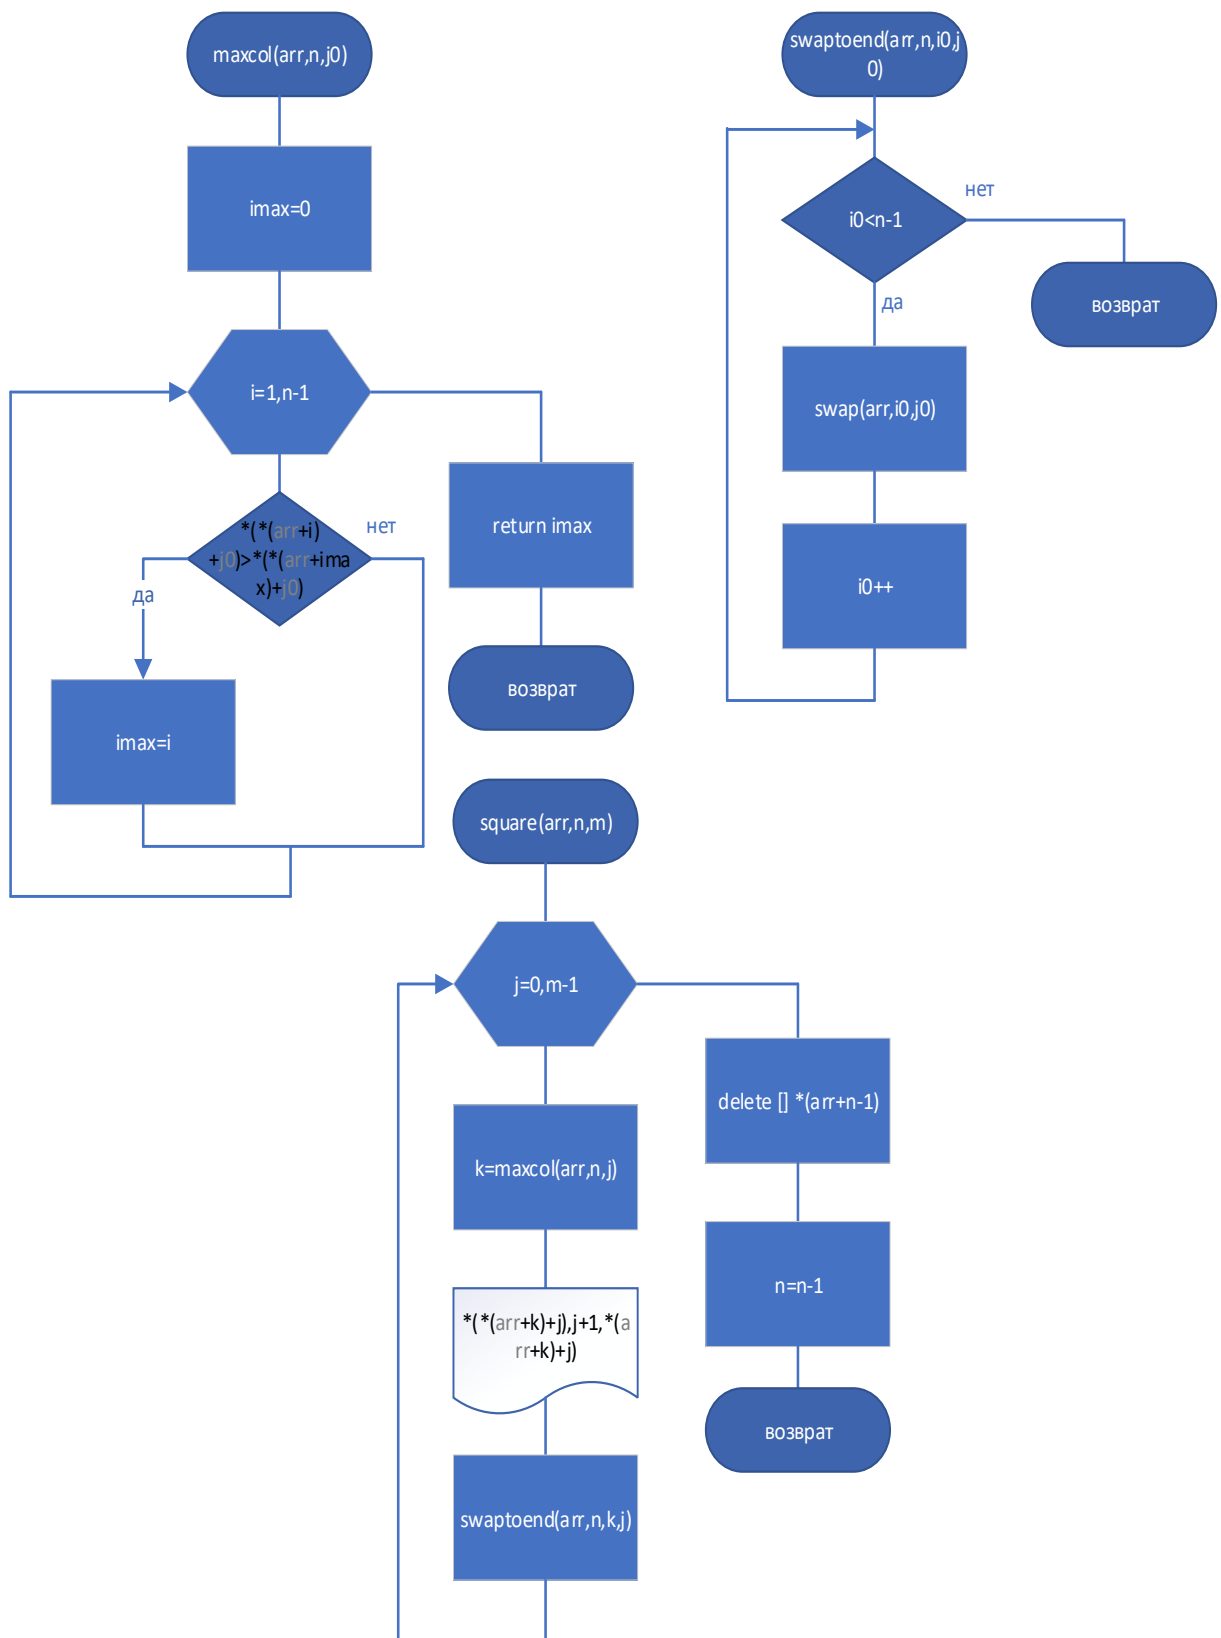 maxcol(arr,n,j0)
imax=0
i=1,n-1
*(*(arr+i)
+j0)>*(*(arr+ima
x)+j0)
нет
да
imax=i
return imax
возврат
swaptoend(arr,n,i0,j
0)
i0<n-1
нет
возврат
да
swap(arr,i0,j0)
i0++
square(arr,n,m)
j=0,m-1
k=maxcol(arr,n,j)
*(*(arr+k)+j),j+1,*(a
rr+k)+j)
swaptoend(arr,n,k,j)
delete [] *(arr+n-1)
n=n-1
возврат